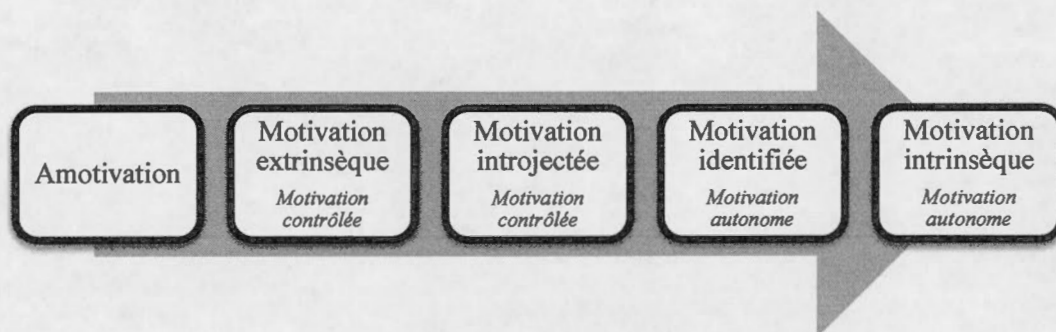 Amotivation
Motivation
extrinsèque
Motivation
contrôlée
Motivation
introjectée
Motivation
contrôlée
Motivation
identifiée
Motivation
autonome
Motivation
intrinsèque
Motivation
autonome